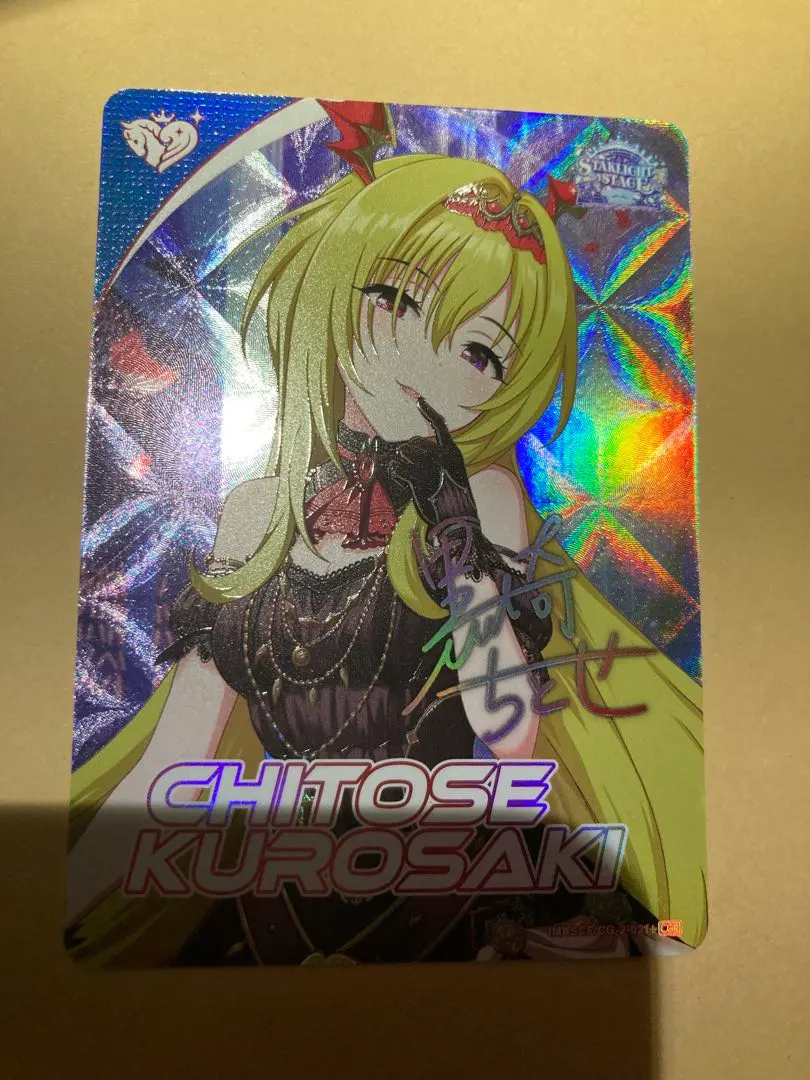 STARLIGHT
STAGE
黒埼
ちとせ
CHITOSE
KUROSAKI